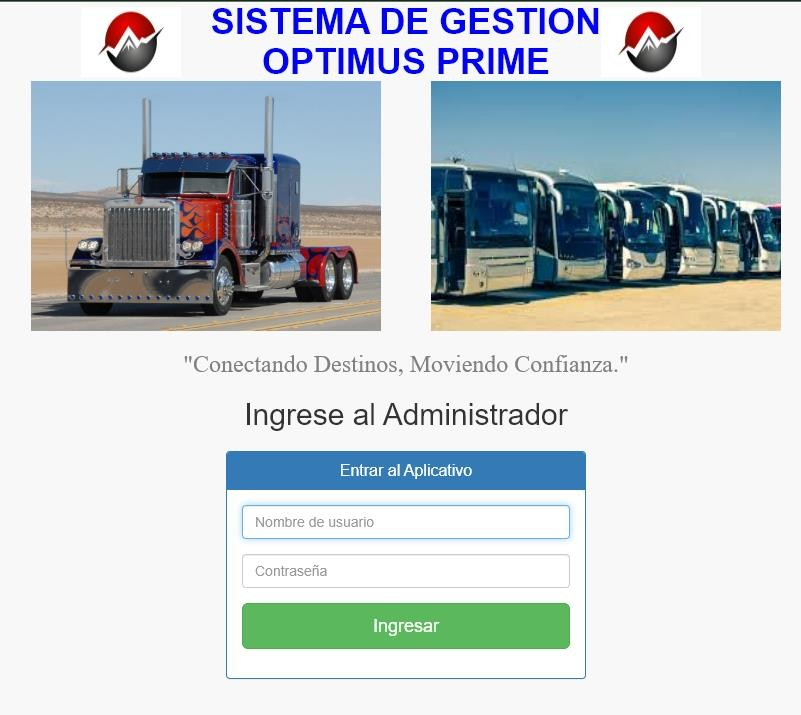 SISTEMA DE GESTION
OPTIMUS PRIME
"Conectando Destinos, Moviendo Confianza."
Ingrese al Administrador
Entrar al Aplicativo
Nombre de usuario
Contraseña
Ingresar